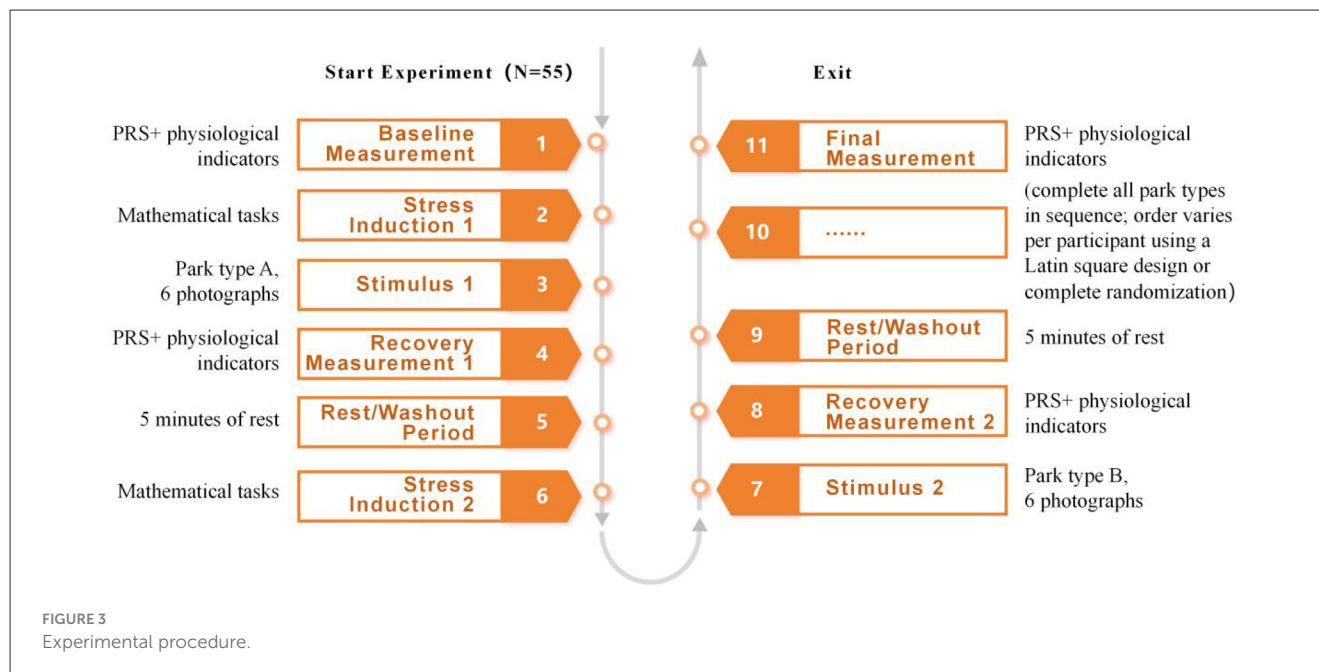 Start Experiment (N=55)
PRS+ physiological
indicators
Baseline
Measurement
1
Mathematical tasks
Stress
Induction 1
2
Park type A,
6 photographs
Stimulus 1
3
PRS+ physiological
indicators
Recovery
Measurement 1
4
5 minutes of rest
Rest/Washout
Period
5
Mathematical tasks
Stress
Induction 2
6
Exit
11
Final
Measurement
PRS+ physiological
indicators
10
......
(complete all park types
in sequence; order varies
per participant using a
Latin square design or
complete randomization)
9
Rest/Washout
Period
5 minutes of rest
8
Recovery
Measurement 2
PRS+ physiological
indicators
7
Stimulus 2
Park type B,
6 photographs
FIGURE 3
Experimental procedure.